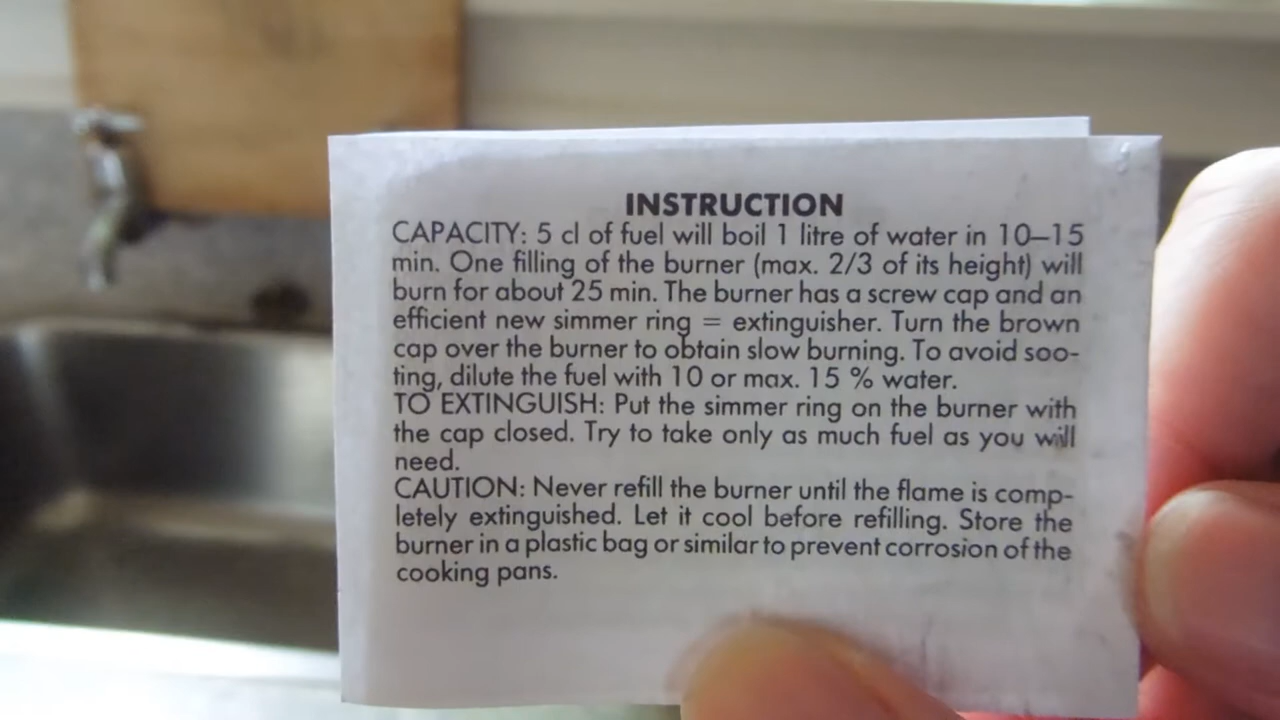 INSTRUCTION
CAPACITY: 5 cl of fuel will boil 1 litre of water in 10–15
min. One filling of the burner (max. 2/3 of its height) will
burn for about 25 min. The burner has a screw cap and an
efficient new simmer ring = extinguisher. Turn the brown
cap over the burner to obtain slow burning. To avoid soo-
ting, dilute the fuel with 10 or max. 15 % water.
TO EXTINGUISH: Put the simmer ring on the burner with
the cap closed. Try to take only as much fuel as you will
need.
CAUTION: Never refill the burner until the flame is comp-
letely extinguished. Let it cool before refilling. Store the
burner in a plastic bag or similar to prevent corrosion of the
cooking pans.